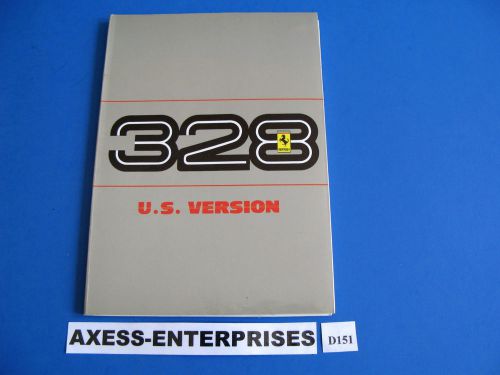 328
U.S. VERSION
AXESS-ENTERPRISES
D151